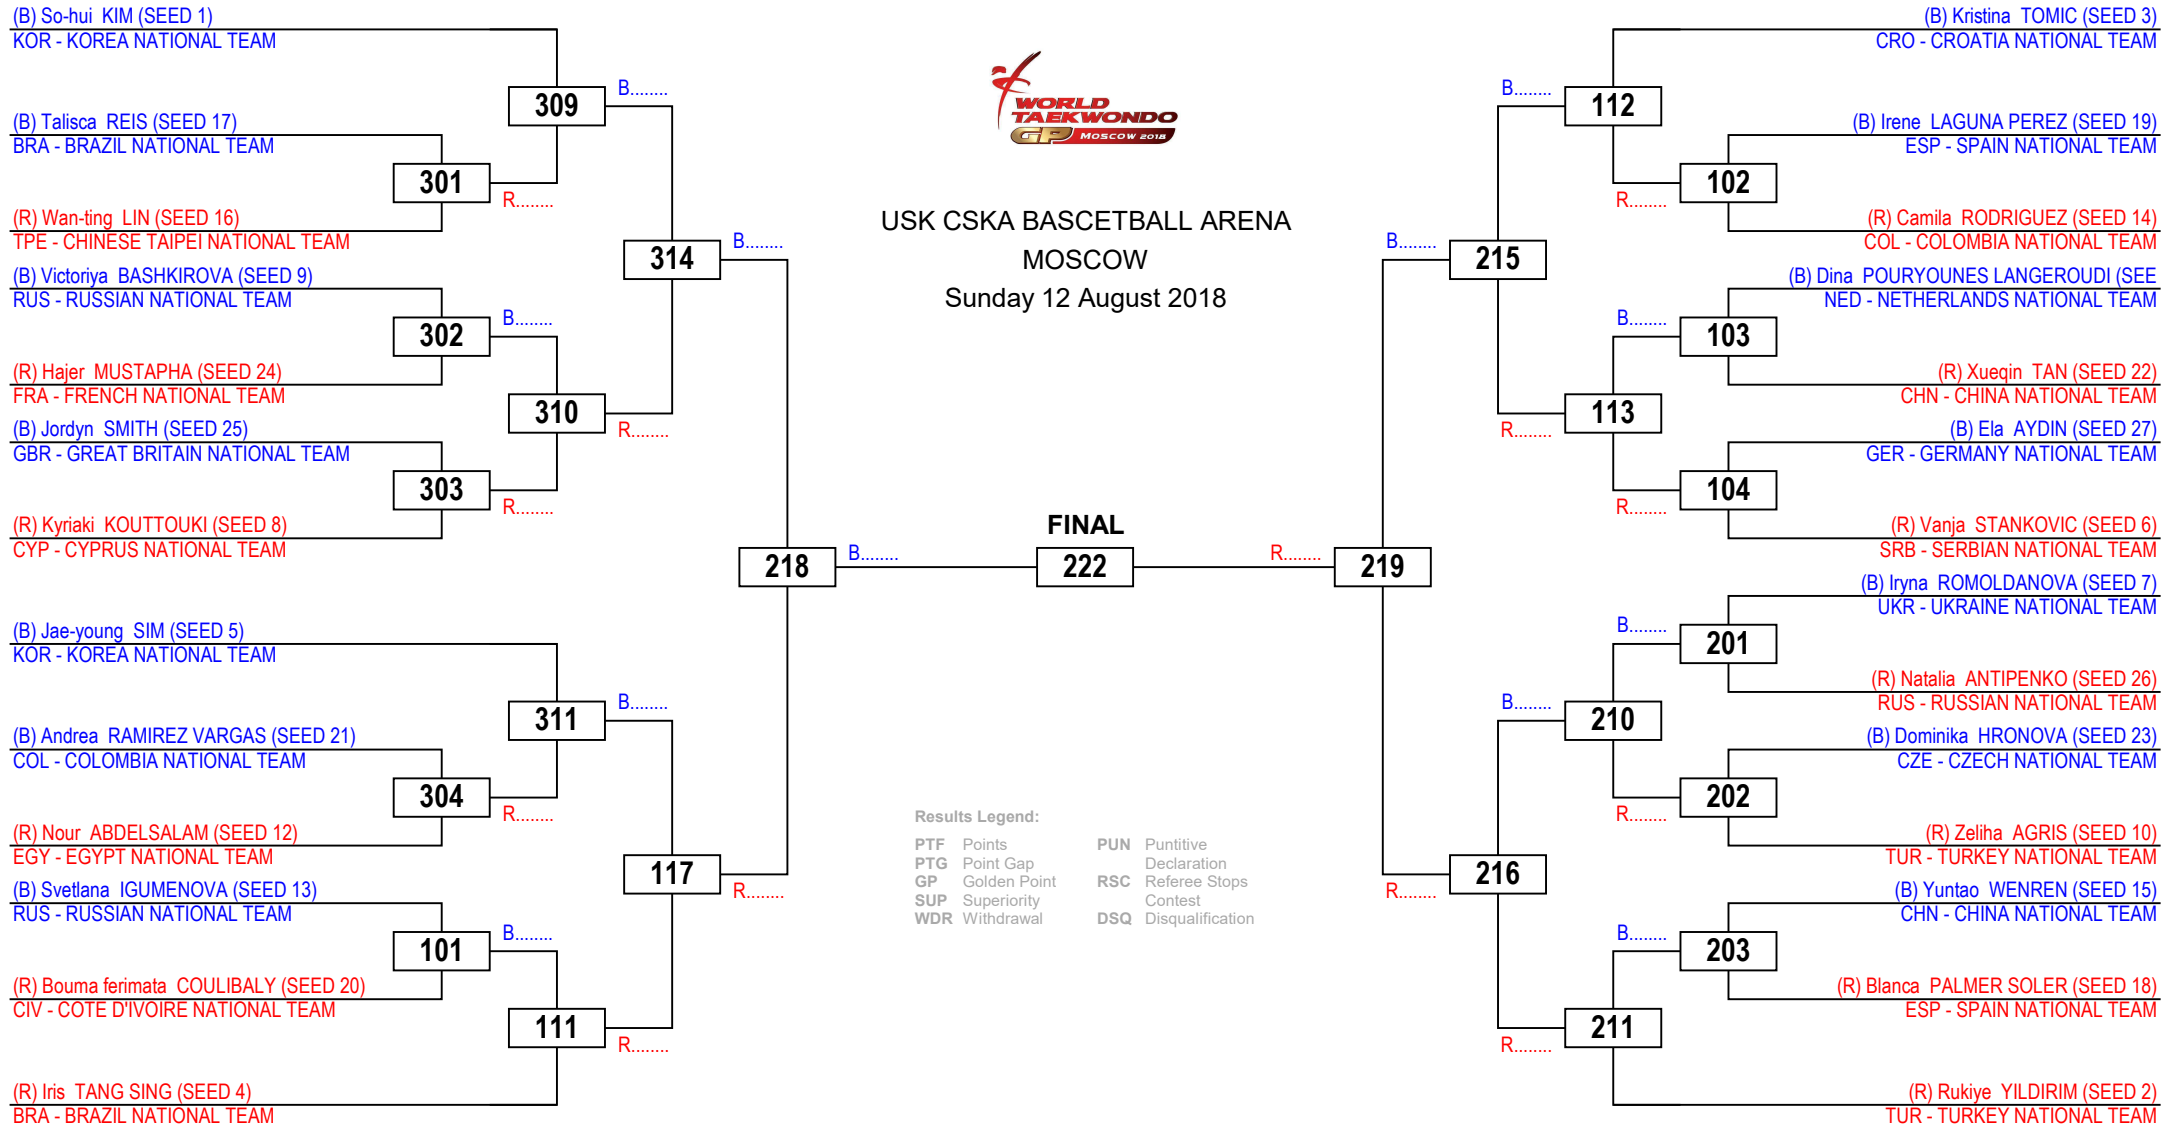 (B) So-hui KIM (SEED 1)
KOR - KOREA NATIONAL TEAM
309
B........
(B) Talisca REIS (SEED 17)
BRA - BRAZIL NATIONAL TEAM
301
R........
(R) Wan-ting LIN (SEED 16)
TPE - CHINESE TAIPEI NATIONAL TEAM
314
B........
(B) Victoriya BASHKIROVA (SEED 9)
RUS - RUSSIAN NATIONAL TEAM
302
B........
(R) Hajer MUSTAPHA (SEED 24)
FRA - FRENCH NATIONAL TEAM
310
R........
(B) Jordyn SMITH (SEED 25)
GBR - GREAT BRITAIN NATIONAL TEAM
303
R........
(R) Kyriaki KOUTTOUKI (SEED 8)
CYP - CYPRUS NATIONAL TEAM
218
B........
(B) Jae-young SIM (SEED 5)
KOR - KOREA NATIONAL TEAM
311
B........
(B) Andrea RAMIREZ VARGAS (SEED 21)
COL - COLOMBIA NATIONAL TEAM
304
R........
(R) Nour ABDELSALAM (SEED 12)
EGY - EGYPT NATIONAL TEAM
117
R........
(B) Svetlana IGUMENOVA (SEED 13)
RUS - RUSSIAN NATIONAL TEAM
101
B........
(R) Bouma ferimata COULIBALY (SEED 20)
CIV - COTE D'IVOIRE NATIONAL TEAM
111
R........
(R) Iris TANG SING (SEED 4)
BRA - BRAZIL NATIONAL TEAM
WORLD
TAEKWONDO
GP MOSCOW 2018
USK CSKA BASCETBALL ARENA
MOSCOW
Sunday 12 August 2018
FINAL
222
Results Legend:
PTF Points
PTG Point Gap
GP Golden Point
SUP Superiority
WDR Withdrawal
PUN Puntitive
Declaration
RSC Referee Stops
Contest
DSQ Disqualification
(B) Kristina TOMIC (SEED 3)
CRO - CROATIA NATIONAL TEAM
B........
112
(B) Irene LAGUNA PEREZ (SEED 19)
ESP - SPAIN NATIONAL TEAM
102
R........
(R) Camila RODRIGUEZ (SEED 14)
COL - COLOMBIA NATIONAL TEAM
B........
215
(B) Dina POURYOUNES LANGEROUDI (SEE
NED - NETHERLANDS NATIONAL TEAM
B........
103
(R) Xueqin TAN (SEED 22)
CHN - CHINA NATIONAL TEAM
113
R........
(B) Ela AYDIN (SEED 27)
GER - GERMANY NATIONAL TEAM
104
R........
(R) Vanja STANKOVIC (SEED 6)
SRB - SERBIAN NATIONAL TEAM
R........
219
(B) Iryna ROMOLDANOVA (SEED 7)
UKR - UKRAINE NATIONAL TEAM
B........
201
(R) Natalia ANTIPENKO (SEED 26)
RUS - RUSSIAN NATIONAL TEAM
B........
210
(B) Dominika HRONOVA (SEED 23)
CZE - CZECH NATIONAL TEAM
202
R........
(R) Zeliha AGRIS (SEED 10)
TUR - TURKEY NATIONAL TEAM
216
R........
(B) Yuntao WENREN (SEED 15)
CHN - CHINA NATIONAL TEAM
B........
203
(R) Blanca PALMER SOLER (SEED 18)
ESP - SPAIN NATIONAL TEAM
211
R........
(R) Rukiye YILDIRIM (SEED 2)
TUR - TURKEY NATIONAL TEAM